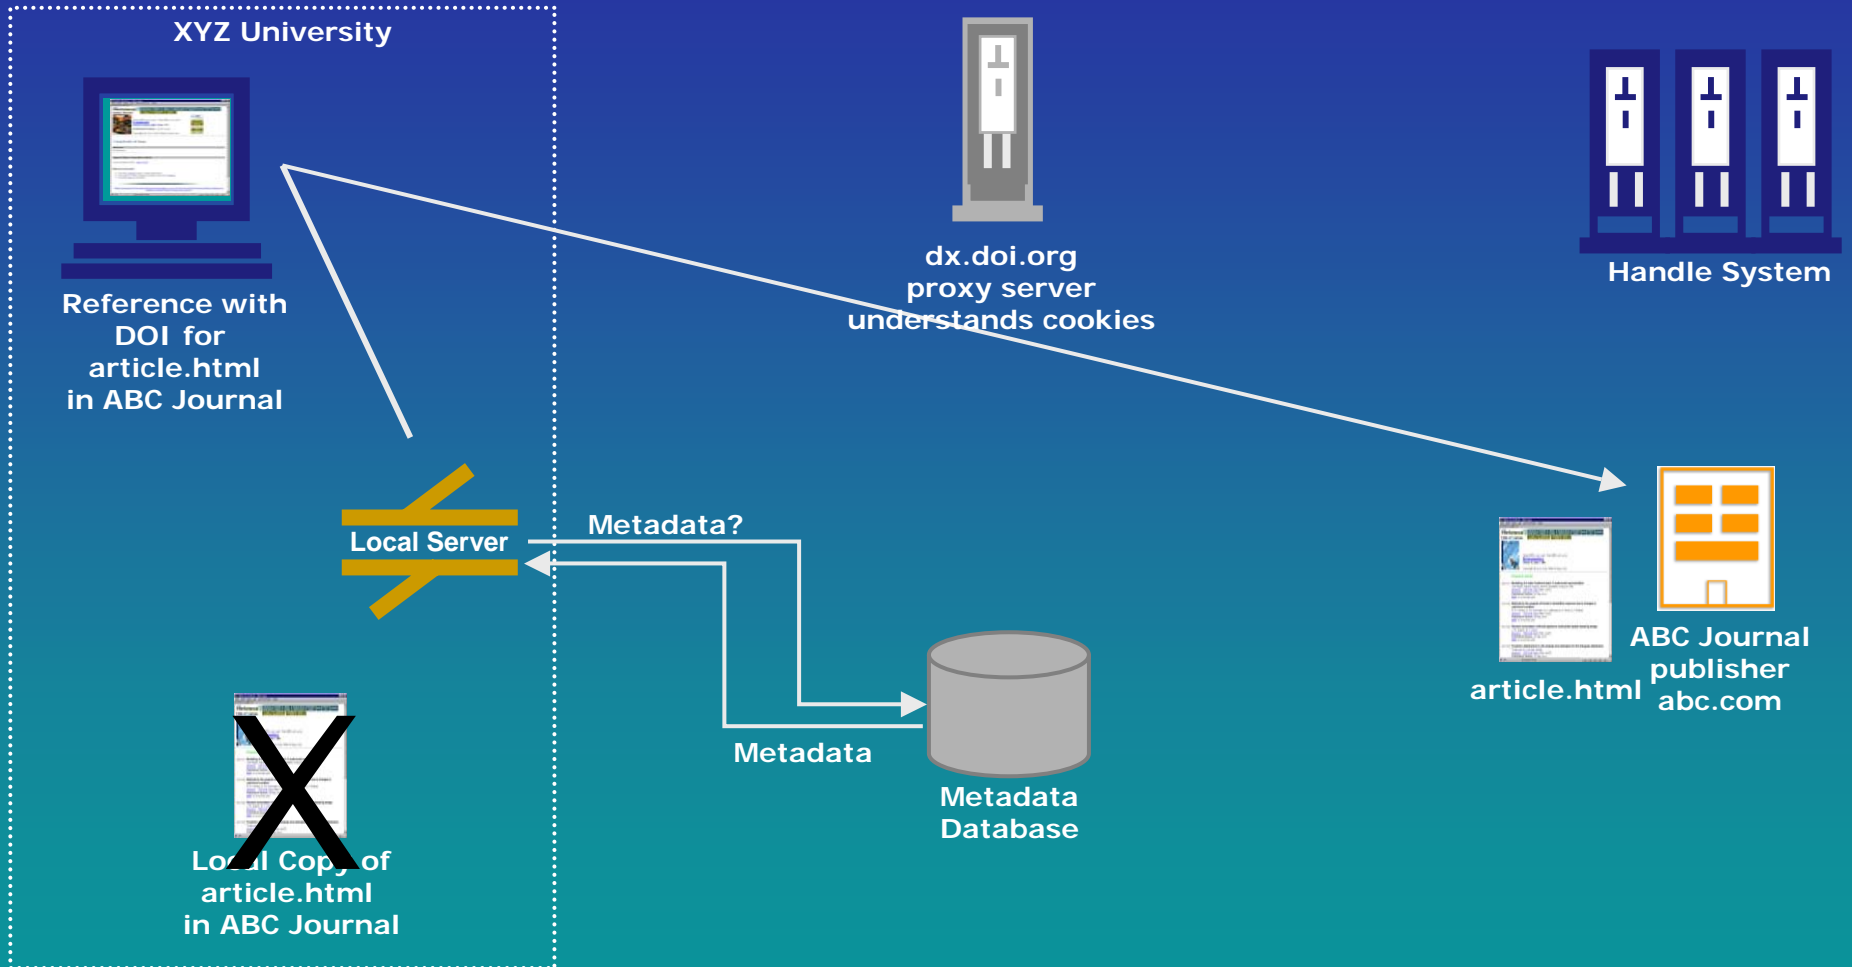 XYZ University
Reference with
DOI for
article.html
in ABC Journal
dx.doi.org
proxy server
understands cookies
Handle System
Local Server
Metadata?
Metadata
Metadata
Database
article.html
ABC Journal
publisher
abc.com
Local Copy of
article.html
in ABC Journal